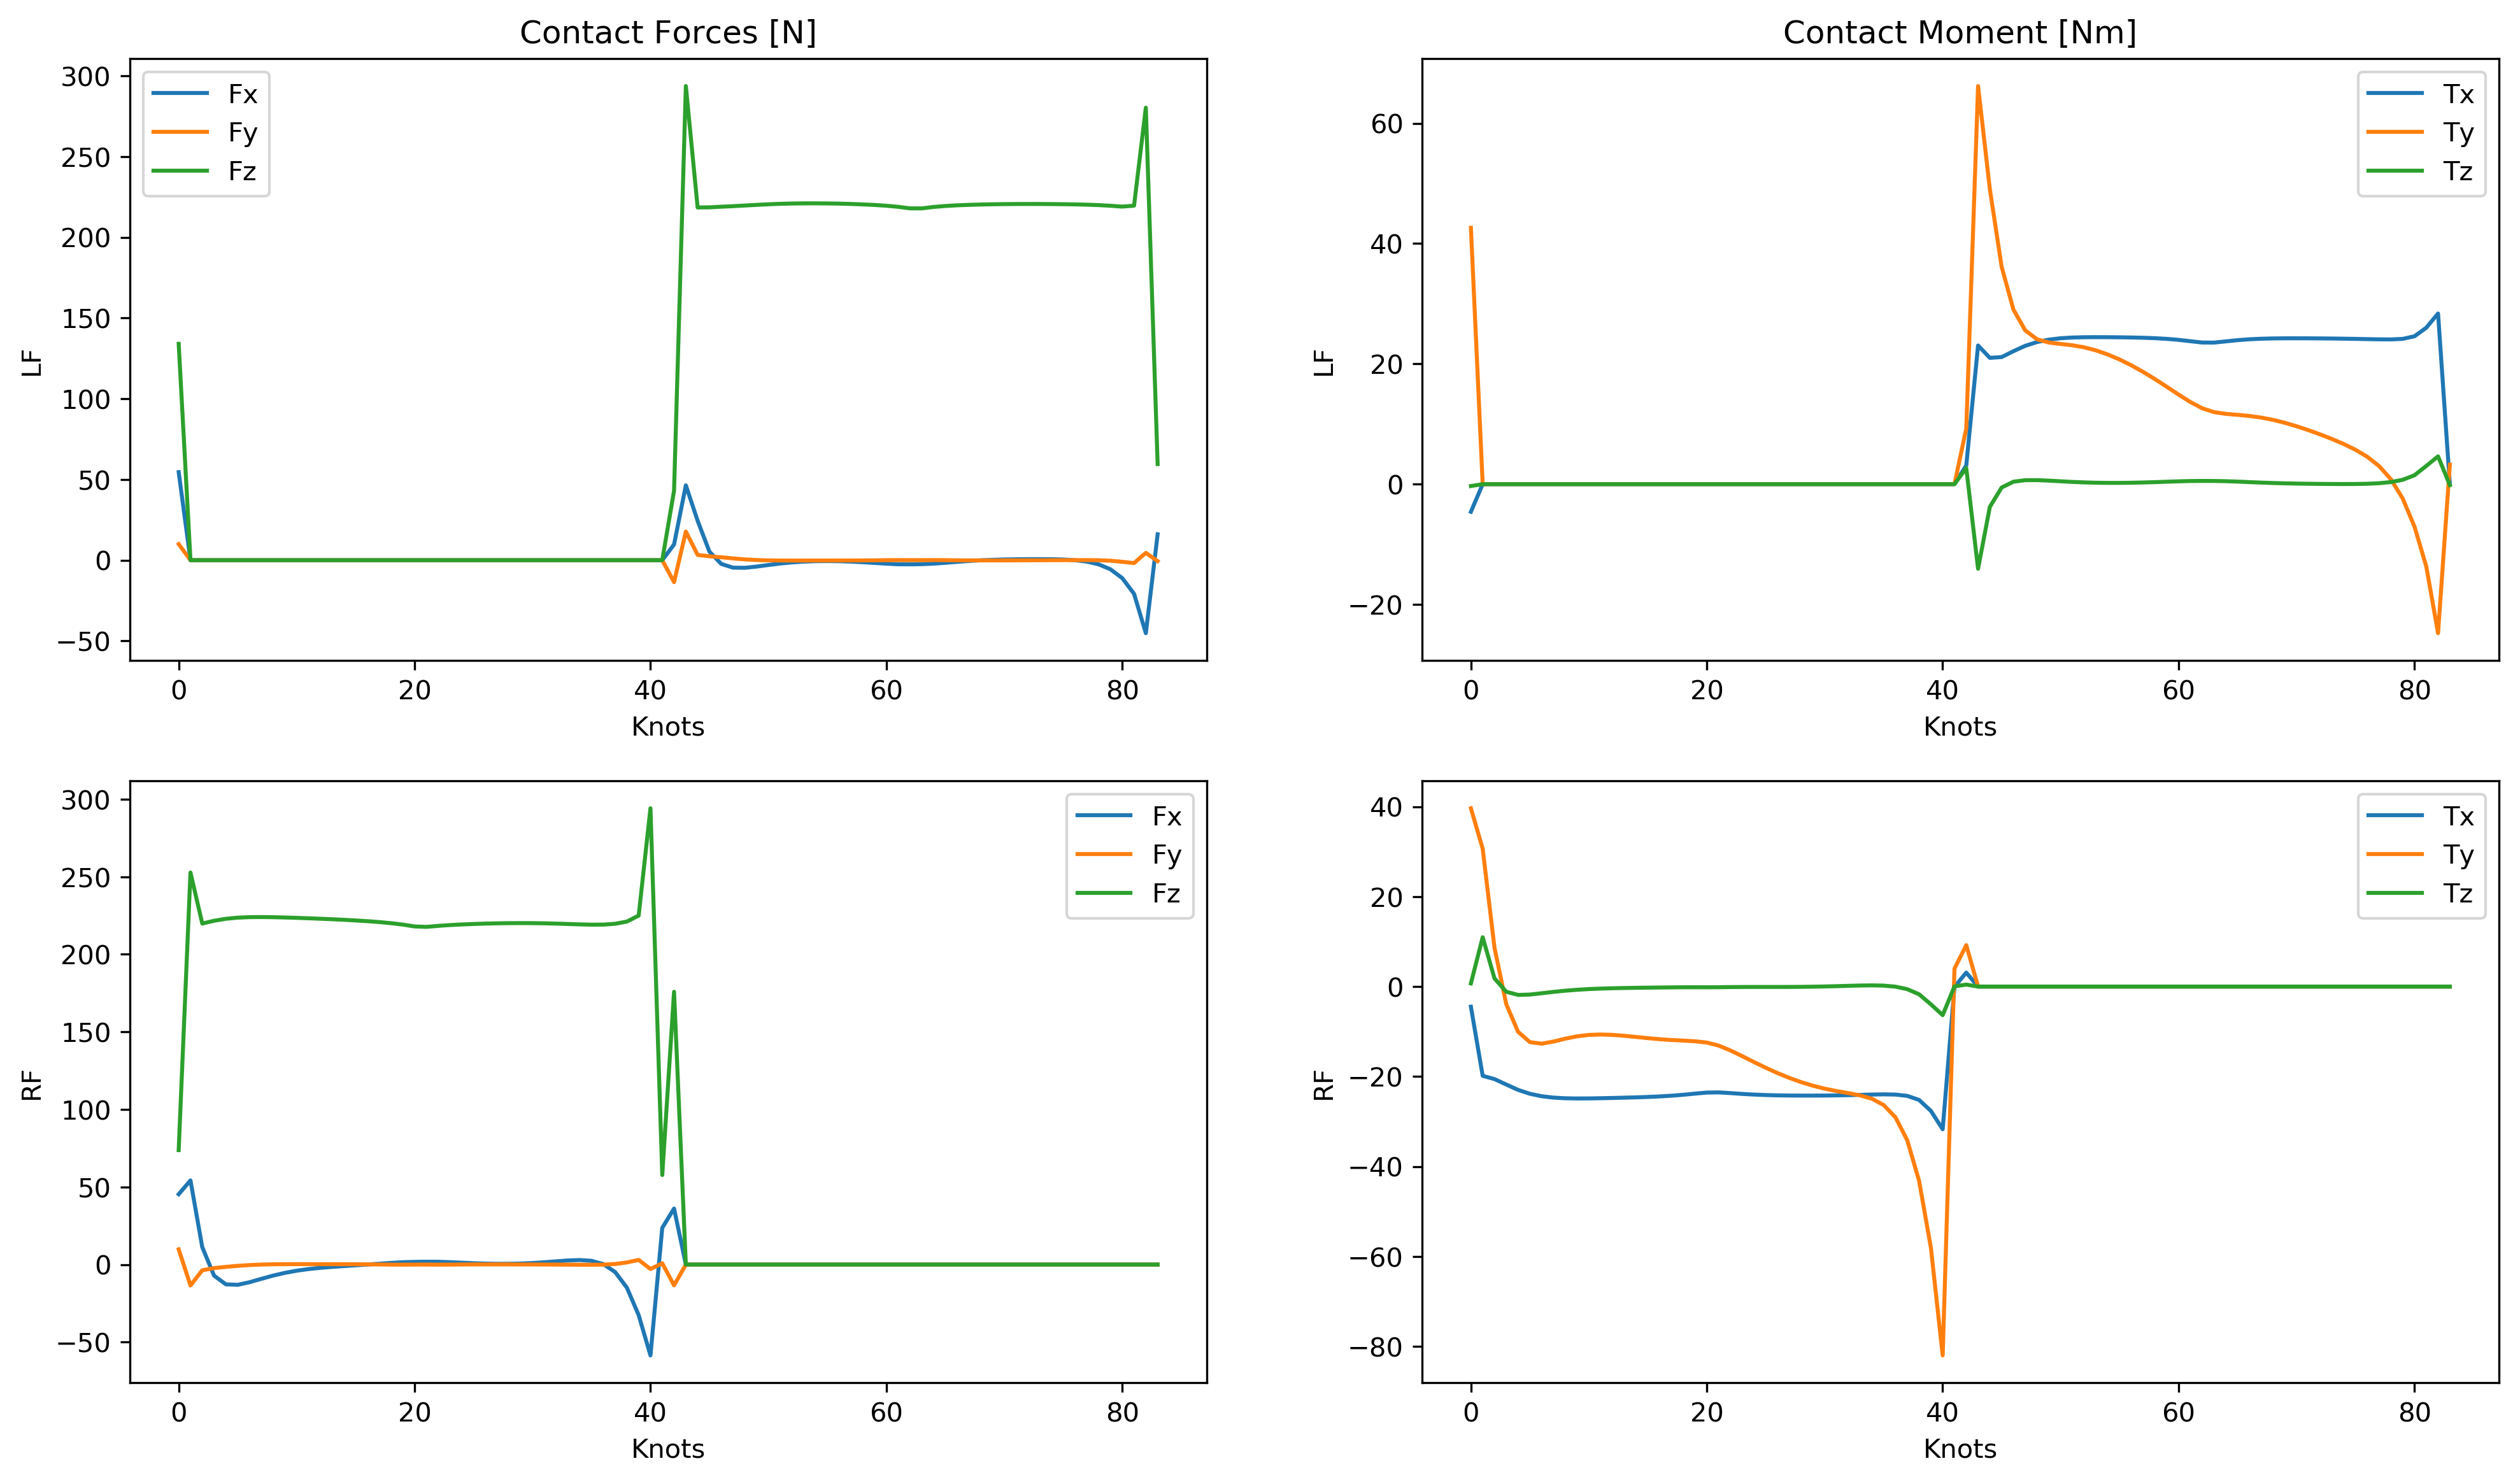 Contact Forces [N]
300
250
200
150
100
50
0
−50
LF
Fx
Fy
Fz
0 20 40 60 80
Knots
Contact Moment [Nm]
60
40
20
0
−20
LF
Tx
Ty
Tz
0 20 40 60 80
Knots
300
250
200
150
100
50
0
−50
RF
Fx
Fy
Fz
0 20 40 60 80
Knots
40
20
0
−20
−40
−60
−80
RF
Tx
Ty
Tz
0 20 40 60 80
Knots